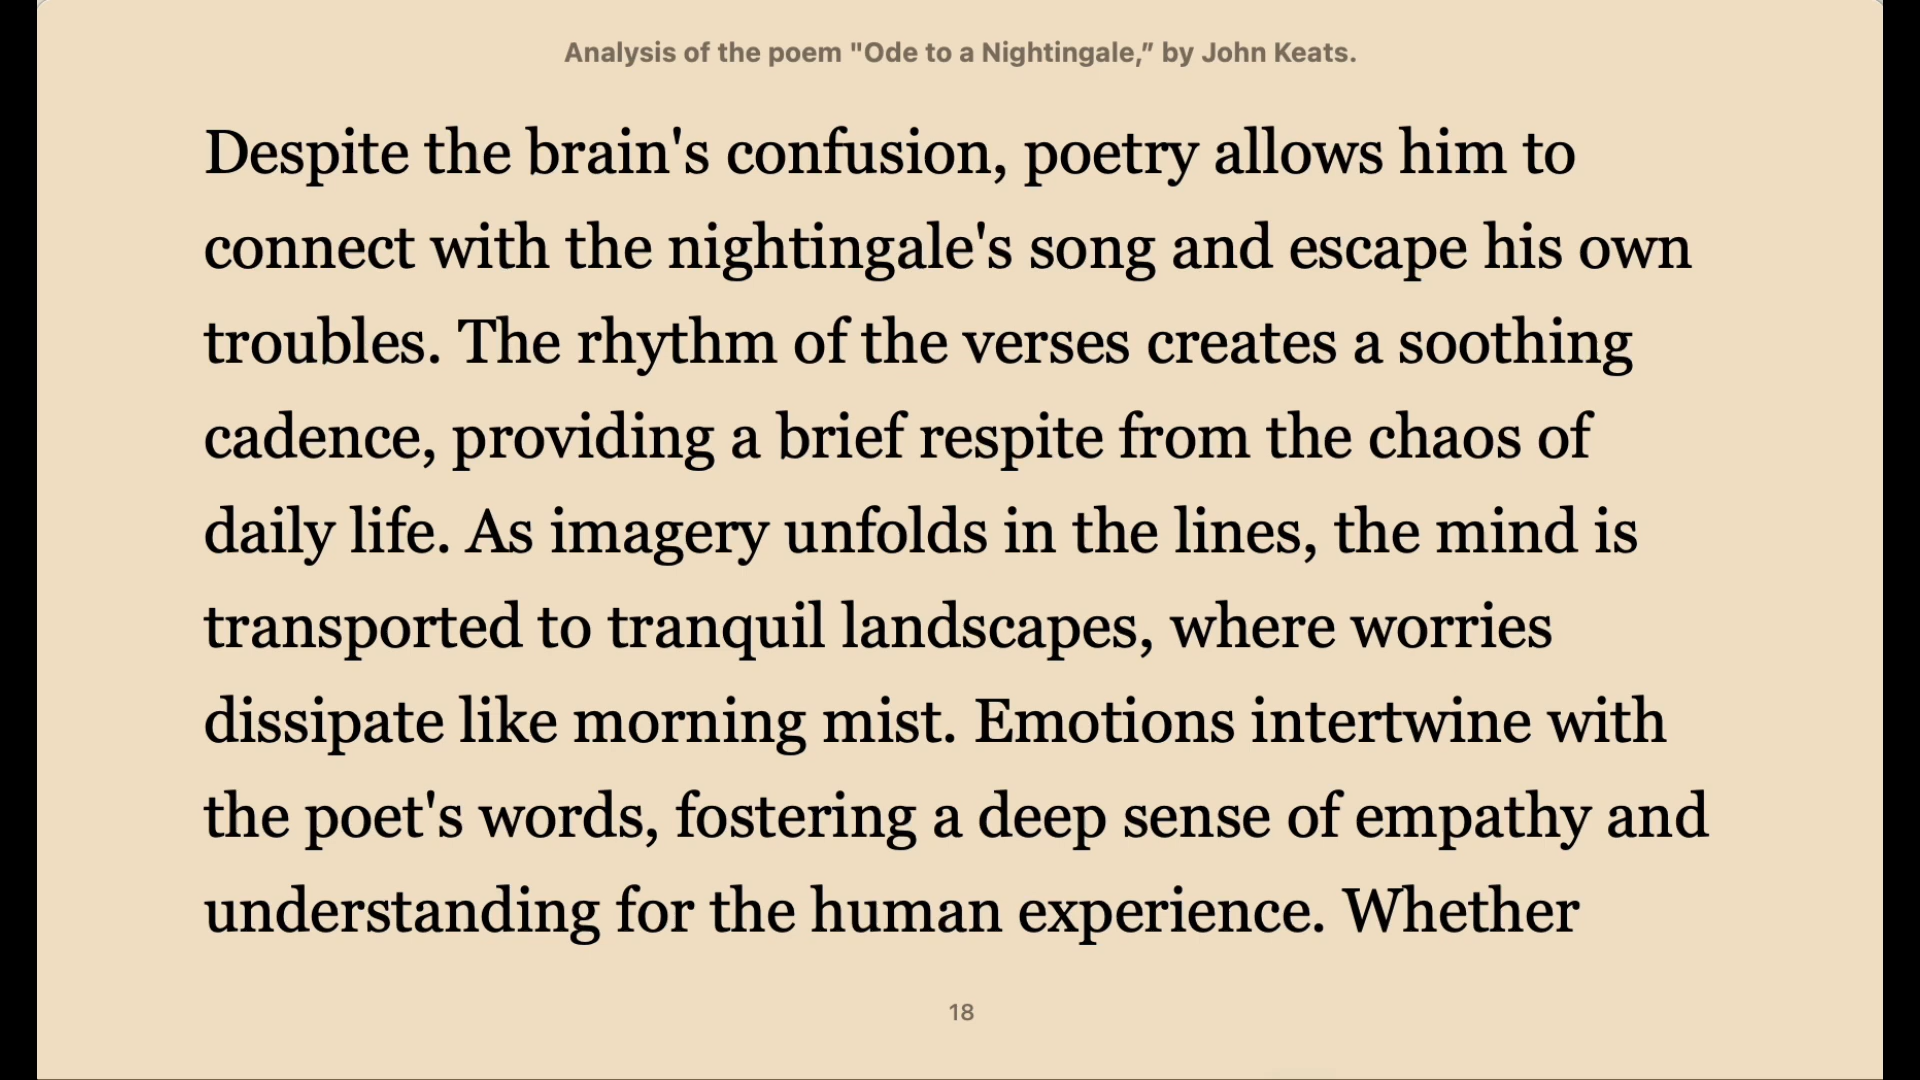 Analysis of the poem "Ode to a Nightingale,” by John Keats.
Despite the brain's confusion, poetry allows him to
connect with the nightingale's song and escape his own
troubles. The rhythm of the verses creates a soothing
cadence, providing a brief respite from the chaos of
daily life. As imagery unfolds in the lines, the mind is
transported to tranquil landscapes, where worries
dissipate like morning mist. Emotions intertwine with
the poet's words, fostering a deep sense of empathy and
understanding for the human experience. Whether
18